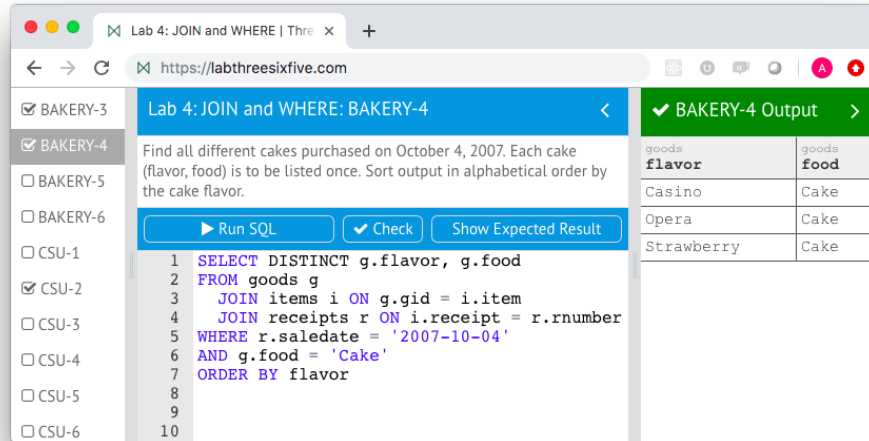 Lab 4: JOIN and WHERE | Thre
https://labthreesixfive.com
A
BAKERY-3
BAKERY-4
BAKERY-5
BAKERY-6
CSU-1
CSU-2
CSU-3
CSU-4
CSU-5
CSU-6
Lab 4: JOIN and WHERE: BAKERY-4
Find all different cakes purchased on October 4, 2007. Each cake
(flavor, food) is to be listed once. Sort output in alphabetical order by
the cake flavor.
Run SQL Check Show Expected Result
1 SELECT DISTINCT g.flavor, g.food
2 FROM goods g
3 JOIN items i ON g.gid = i.item
4 JOIN receipts r ON i.receipt = r.rnumber
5 WHERE r.saledate = '2007-10-04'
6 AND g.food = 'Cake'
7 ORDER BY flavor
8
9
10
BAKERY-4 Output
goods goods
flavor food
Casino Cake
Opera Cake
Strawberry Cake